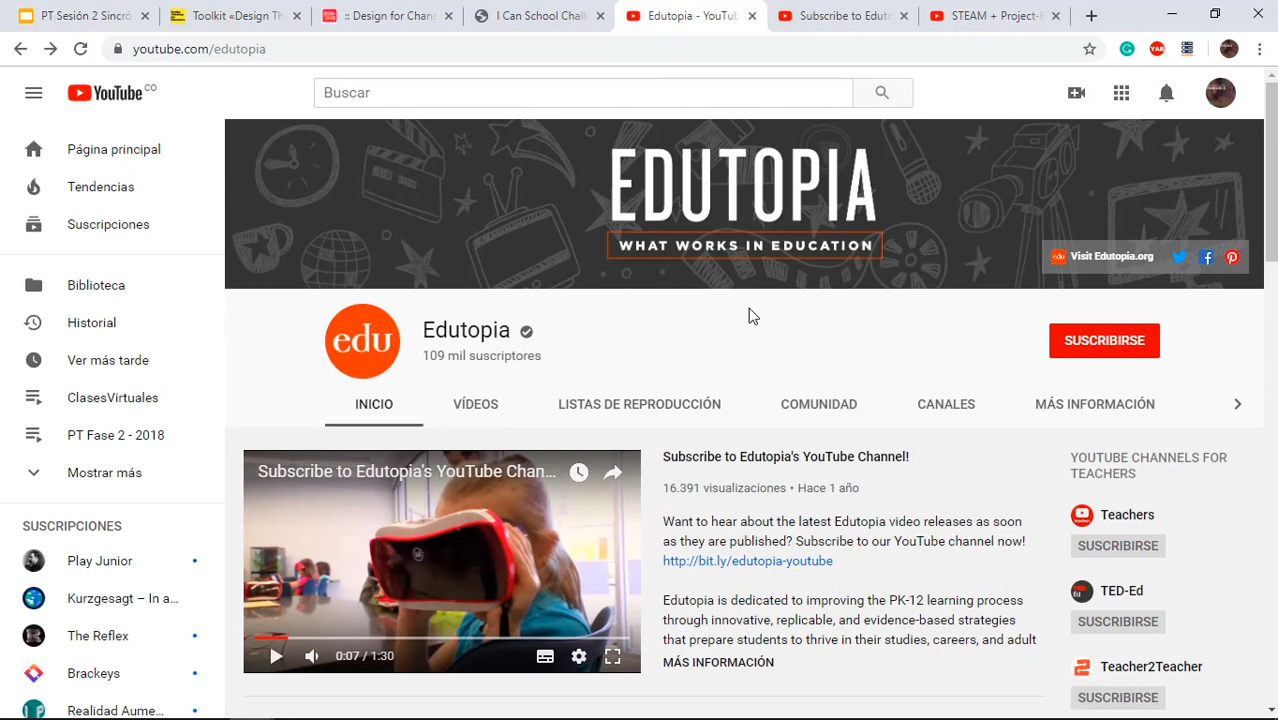 PT Sesión 2 Sincró
Toolkit «Design Th
:: Design for Chang
I Can School Challe
Edutopia - YouTub
Subscribe to Eduto
STEAM + Project-B
youtube.com/edutopia
YouTube CO
Buscar
Página principal
Tendencias
Suscripciones
Biblioteca
Historial
Ver más tarde
ClasesVirtuales
PT Fase 2 - 2018
Mostrar más
SUSCRIPCIONES
Play Junior
Kurzgesagt – In a...
The Reflex
Brackeys
Realidad Aume...
EDUTOPIA
WHAT WORKS IN EDUCATION
edu Visit Edutopia.org
edu
Edutopia
109 mil suscriptores
SUSCRIBIRSE
INICIO VÍDEOS LISTAS DE REPRODUCCIÓN COMUNIDAD CANALES MÁS INFORMACIÓN
Subscribe to Edutopia's YouTube Chan...
0:07 / 1:30
Subscribe to Edutopia's YouTube Channel!
16.391 visualizaciones • Hace 1 año
Want to hear about the latest Edutopia video releases as soon
as they are published? Subscribe to our YouTube channel now!
http://bit.ly/edutopia-youtube
Edutopia is dedicated to improving the PK-12 learning process
through innovative, replicable, and evidence-based strategies
that prepare students to thrive in their studies, careers, and adult
MÁS INFORMACIÓN
YOUTUBE CHANNELS FOR
TEACHERS
Teachers
SUSCRIBIRSE
TED-Ed
SUSCRIBIRSE
Teacher2Teacher
SUSCRIBIRSE